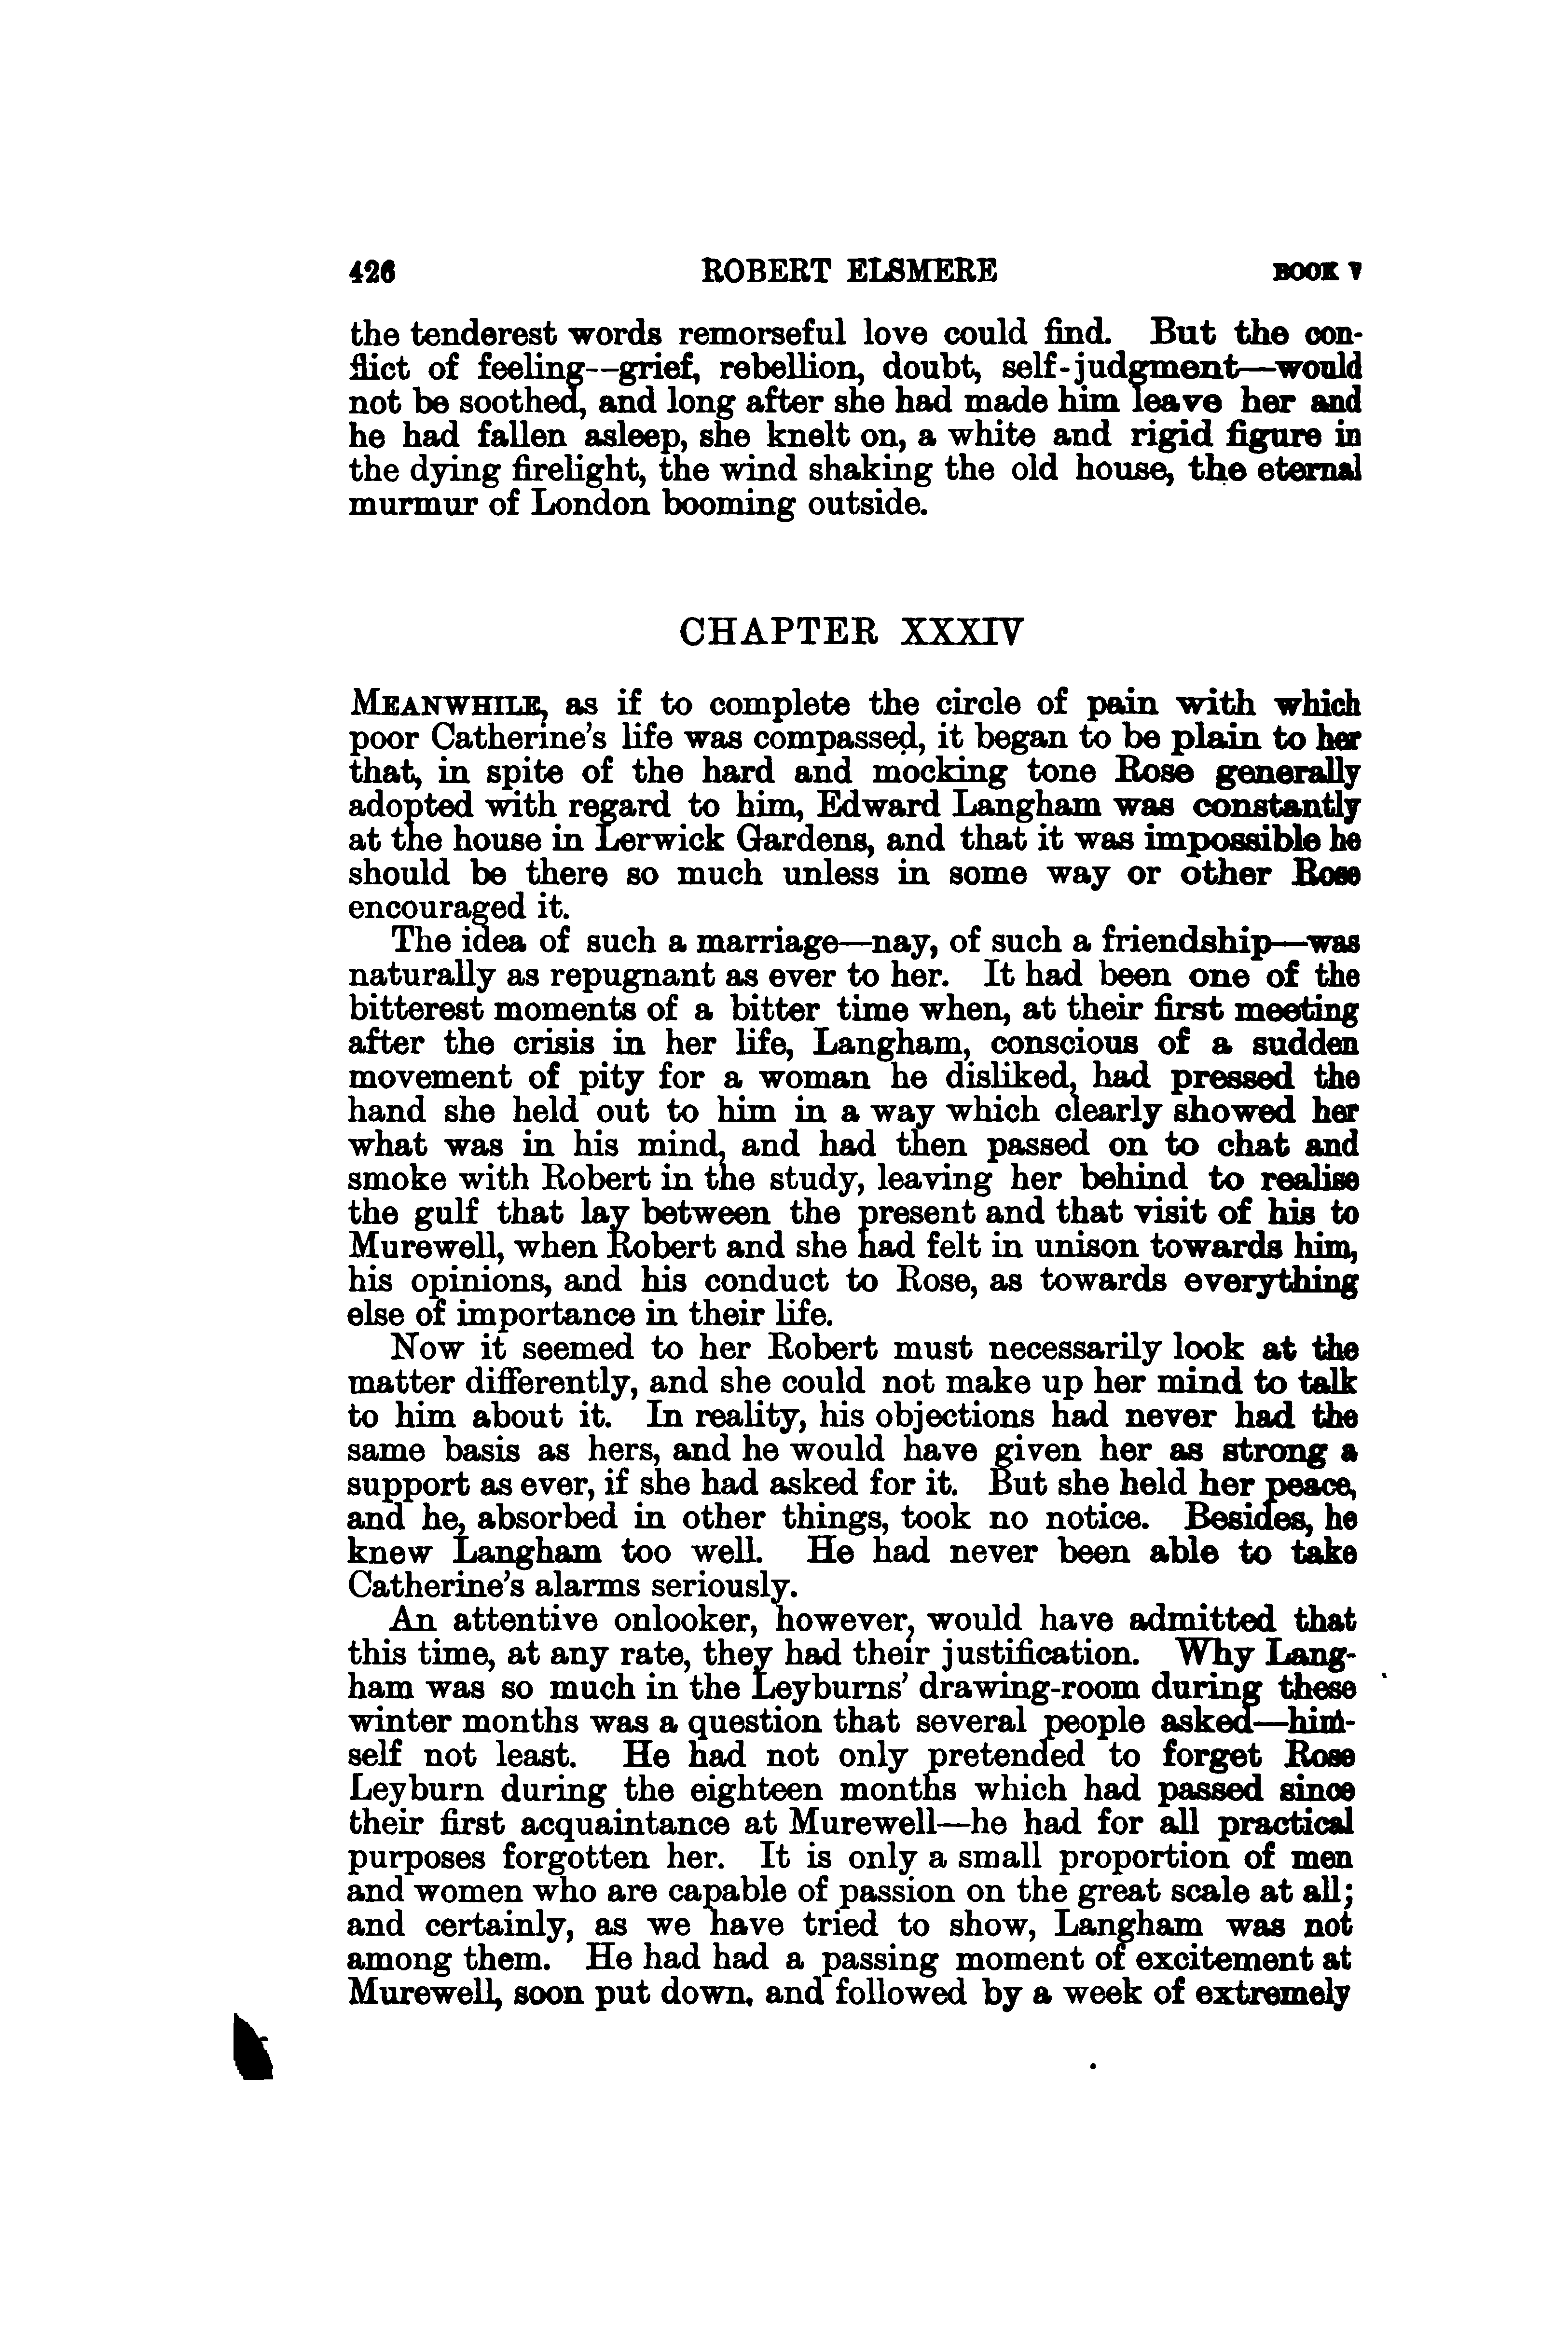 426 ROBERT ELSMERE BOOK V
the tenderest words remorseful love could find. But the con-
flict of feeling--grief, rebellion, doubt, self-judgment—would
not be soothed, and long after she had made him leave her and
he had fallen asleep, she knelt on, a white and rigid figure in
the dying firelight, the wind shaking the old house, the eternal
murmur of London booming outside.
CHAPTER XXXIV
MEANWHILE, as if to complete the circle of pain with which
poor Catherine's life was compassed, it began to be plain to her
that, in spite of the hard and mocking tone Rose generally
adopted with regard to him, Edward Langham was constantly
at the house in Lerwick Gardens, and that it was impossible he
should be there so much unless in some way or other Rose
encouraged it.
The idea of such a marriage—nay, of such a friendship—was
naturally as repugnant as ever to her. It had been one of the
bitterest moments of a bitter time when, at their first meeting
after the crisis in her life, Langham, conscious of a sudden
movement of pity for a woman he disliked, had pressed the
hand she held out to him in a way which clearly showed her
what was in his mind, and had then passed on to chat and
smoke with Robert in the study, leaving her behind to realise
the gulf that lay between the present and that visit of his to
Murewell, when Robert and she had felt in unison towards him,
his opinions, and his conduct to Rose, as towards everything
else of importance in their life.
Now it seemed to her Robert must necessarily look at the
matter differently, and she could not make up her mind to talk
to him about it. In reality, his objections had never had the
same basis as hers, and he would have given her as strong a
support as ever, if she had asked for it. But she held her peace,
and he, absorbed in other things, took no notice. Besides, he
knew Langham too well. He had never been able to take
Catherine's alarms seriously.
An attentive onlooker, however, would have admitted that
this time, at any rate, they had their justification. Why Lang-
ham was so much in the Leyburns' drawing-room during these
winter months was a question that several people asked—him-
self not least. He had not only pretended to forget Rose
Leyburn during the eighteen months which had passed since
their first acquaintance at Murewell—he had for all practical
purposes forgotten her. It is only a small proportion of men
and women who are capable of passion on the great scale at all;
and certainly, as we have tried to show, Langham was not
among them. He had had a passing moment of excitement at
Murewell, soon put down, and followed by a week of extremely